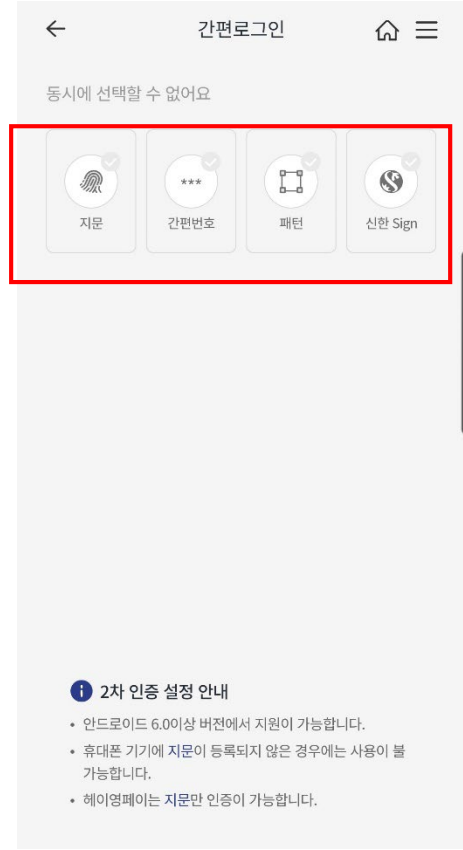 간편로그인
동시에 선택할 수 없어요
지문
***
간편번호
패턴
신한 Sign
2차 인증 설정 안내
• 안드로이드 6.0이상 버전에서 지원이 가능합니다.
• 휴대폰 기기에 지문이 등록되지 않은 경우에는 사용이 불
가능합니다.
• 헤이영페이는 지문만 인증이 가능합니다.